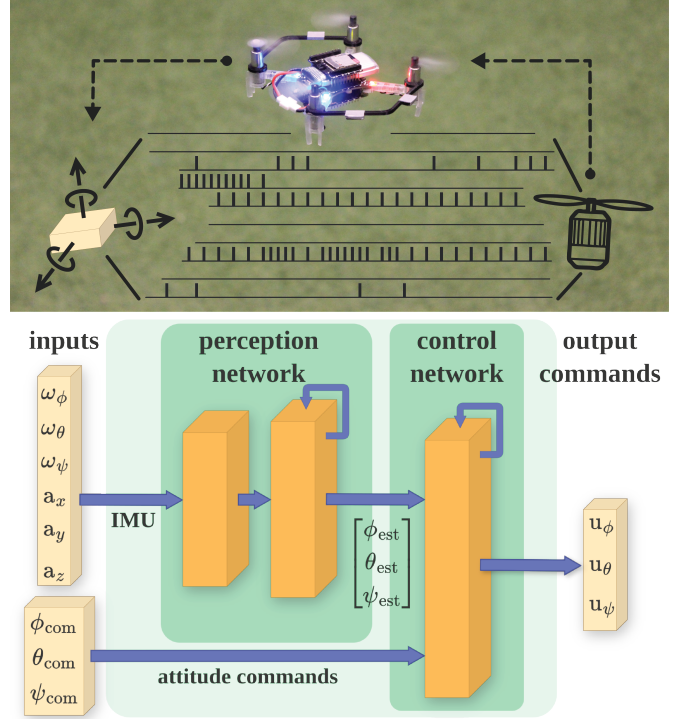 inputs
perception
network
control
network
output
commands
ω_ϕ
ω_θ
ω_ψ
a_x
a_y
a_z
IMU
ϕ_est
θ_est
ψ_est
u_ϕ
u_θ
u_ψ
ϕ_com
θ_com
ψ_com
attitude commands